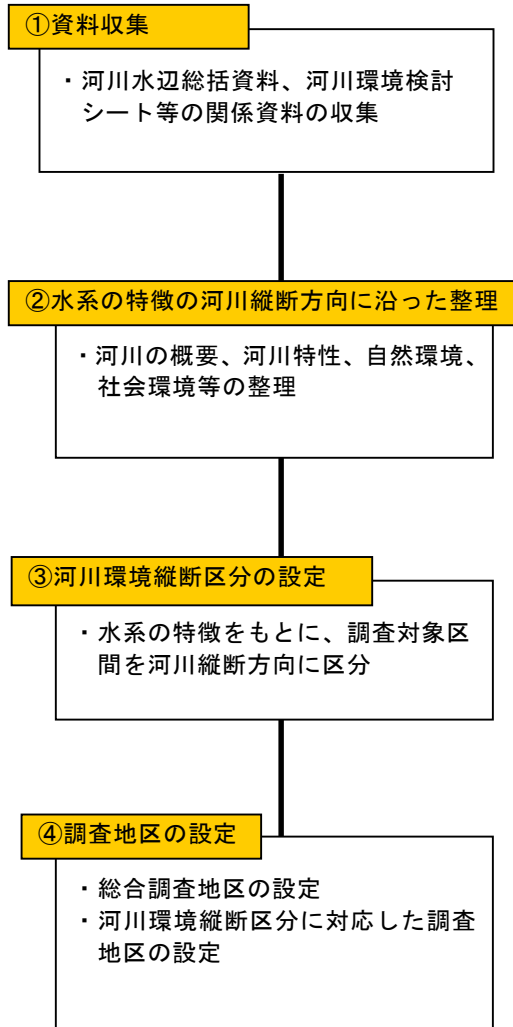 ①資料収集
・河川水辺総括資料、河川環境検討
シート等の関係資料の収集
②水系の特徴の河川縦断方向に沿った整理
・河川の概要、河川特性、自然環境、
社会環境等の整理
③河川環境縦断区分の設定
・水系の特徴をもとに、調査対象区
間を河川縦断方向に区分
④調査地区の設定
・総合調査地区の設定
・河川環境縦断区分に対応した調査
地区の設定